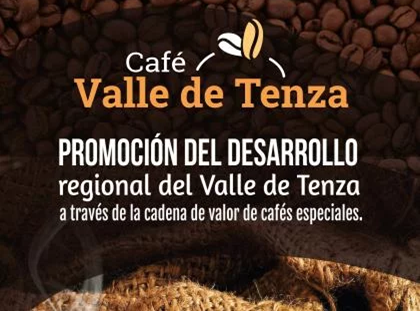 Café
Valle de Tenza
PROMOCIÓN DEL DESARROLLO
regional del Valle de Tenza
a través de la cadena de valor de cafés especiales.